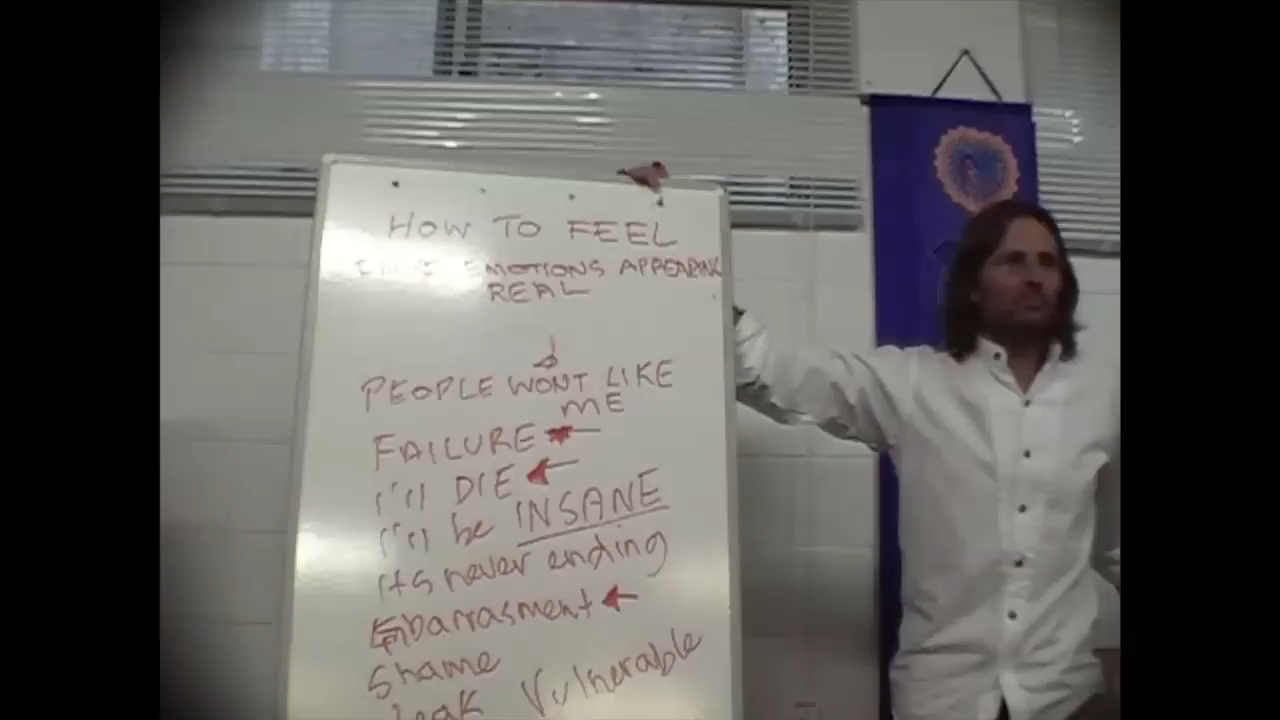 HOW TO FEEL
EMOTIONS APPEARING
REAL
PEOPLE WONT LIKE
ME
FAILURE
I'll DIE
I'll be INSANE
its never ending
Embarrasment
Shame
Vulnerable